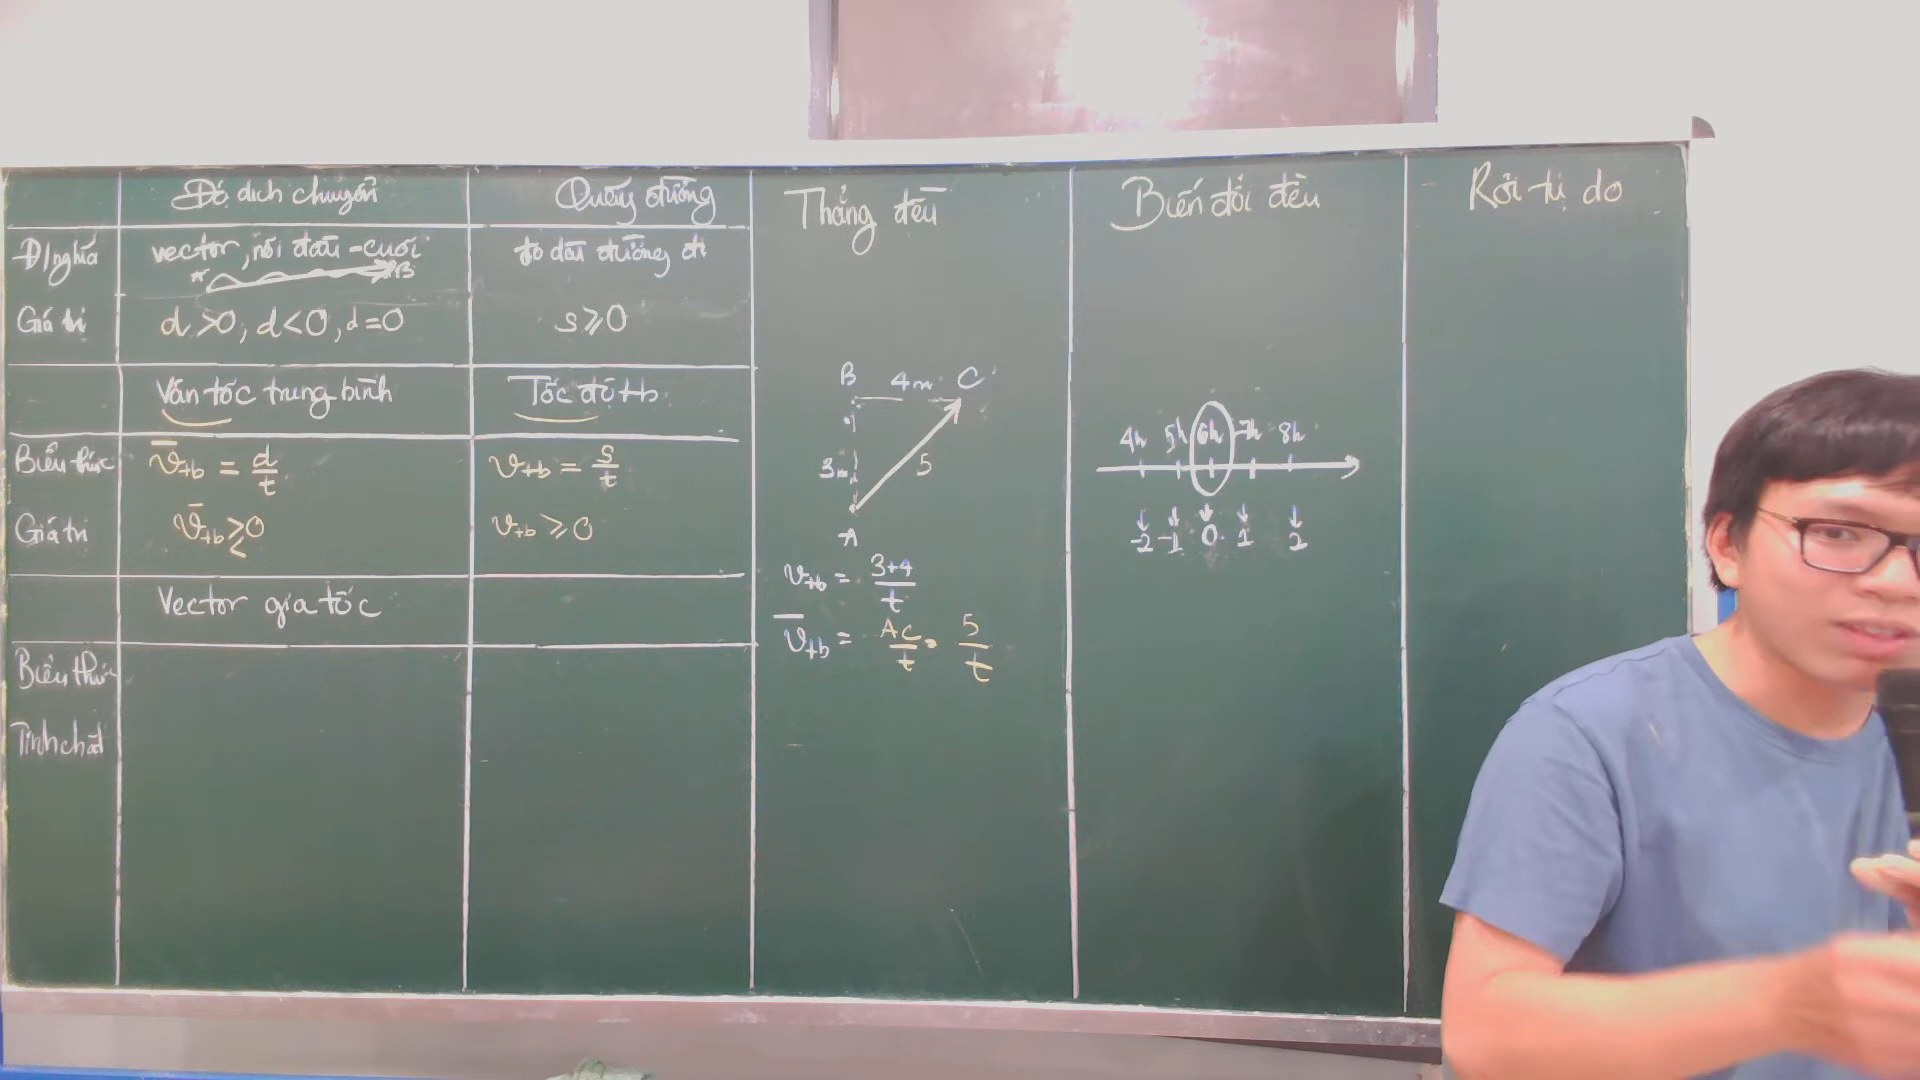 Độ dịch chuyển
Quãng đường
Đ/nghĩa
vector, nối đầu - cuối
A B
độ dài đường đi
Giá trị
d > 0, d < 0, d = 0
s ⩾ 0
Vận tốc trung bình
Tốc độ tb
Biểu thức
v̅tb = d/t
vtb = s/t
Giá trị
v̅tb ⩾ < 0
vtb ⩾ 0
Vector gia tốc
Biểu thức
Tính chất
Thẳng đều
B 4m C
3m 5
A
vtb = 3+4/t
v̅tb = AC/t = 5/t
Biến đổi đều
4h 5h 6h 7h 8h
-2 -1 0 1 2
Rơi tự do